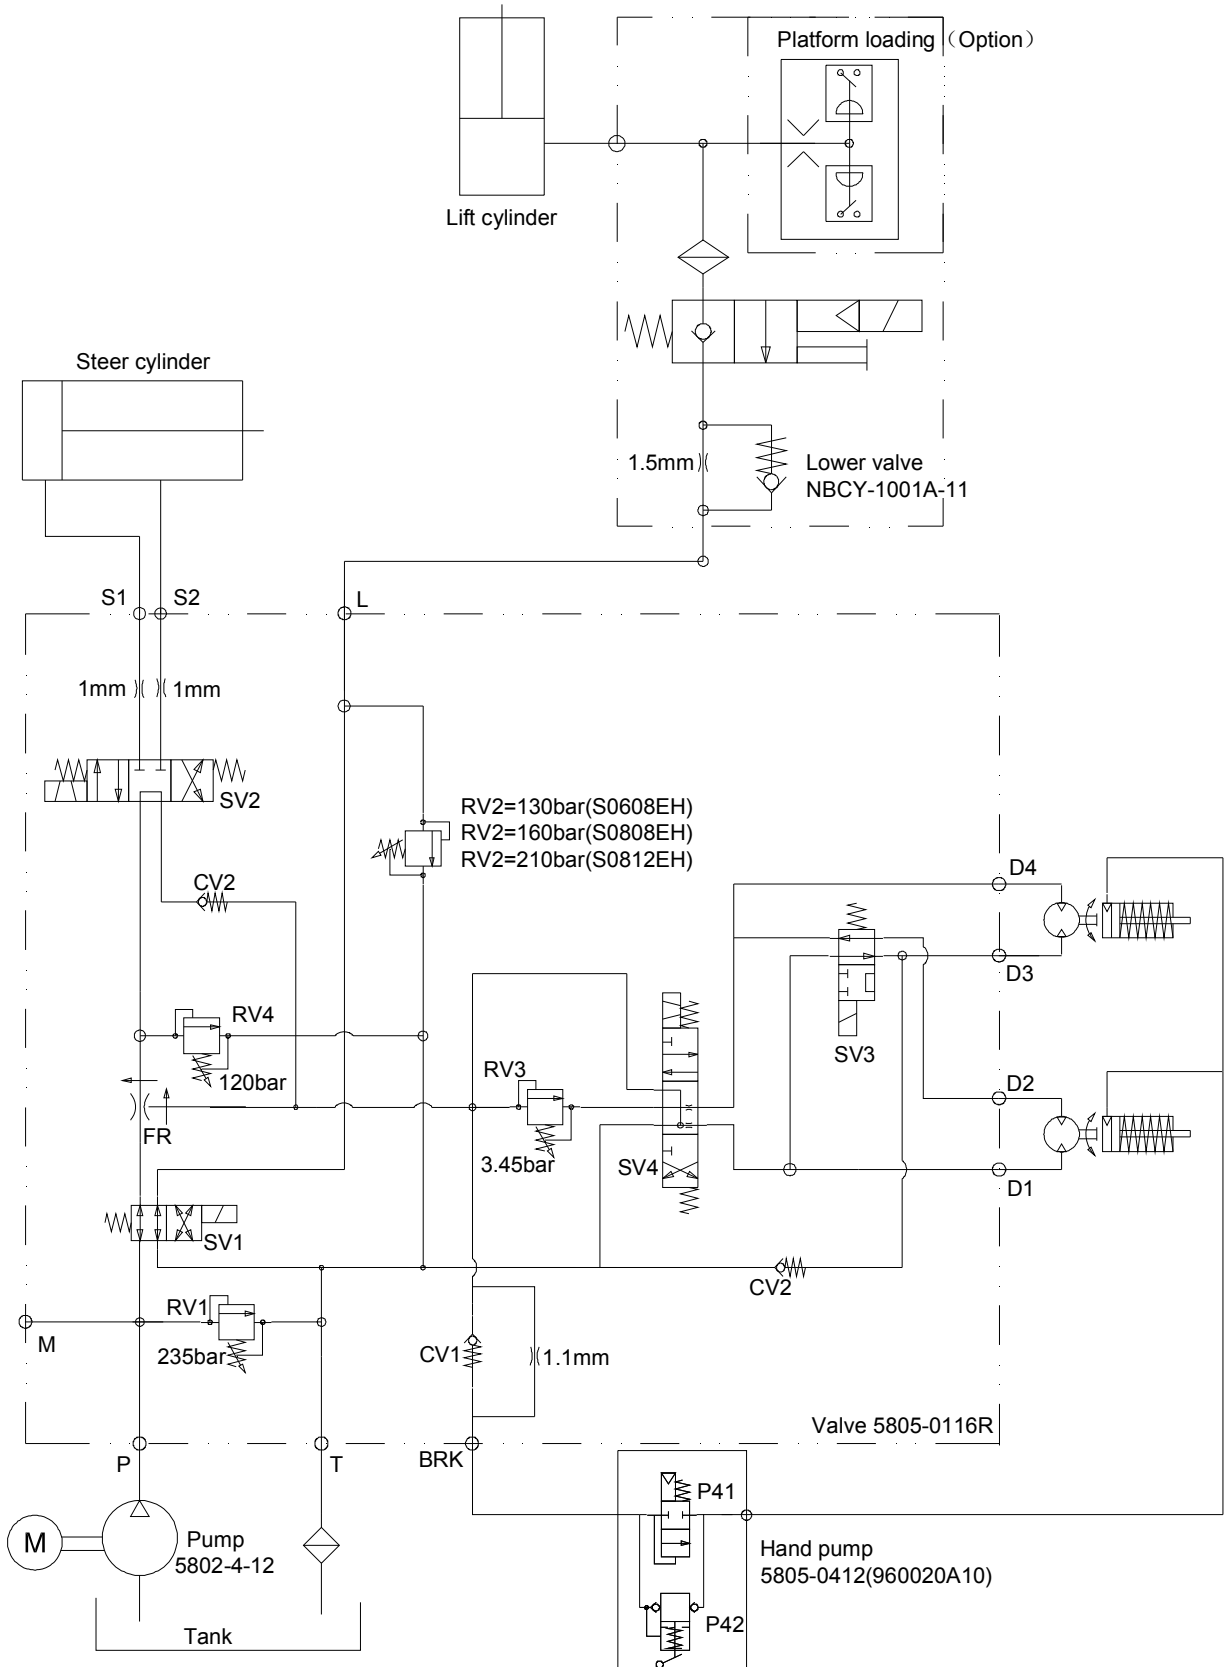 Platform loading（Option）
Lift cylinder
Steer cylinder
1.5mm
Lower valve
NBCY-1001A-11
S1
S2
L
1mm
1mm
SV2
RV2=130bar(S0608EH)
RV2=160bar(S0808EH)
RV2=210bar(S0812EH)
CV2
D4
D3
SV3
RV4
120bar
RV3
3.45bar
D2
FR
SV4
D1
SV1
CV2
RV1
M
235bar
CV1
1.1mm
Valve 5805-0116R
P
T
BRK
P41
M
Pump
5802-4-12
Hand pump
5805-0412(960020A10)
P42
Tank